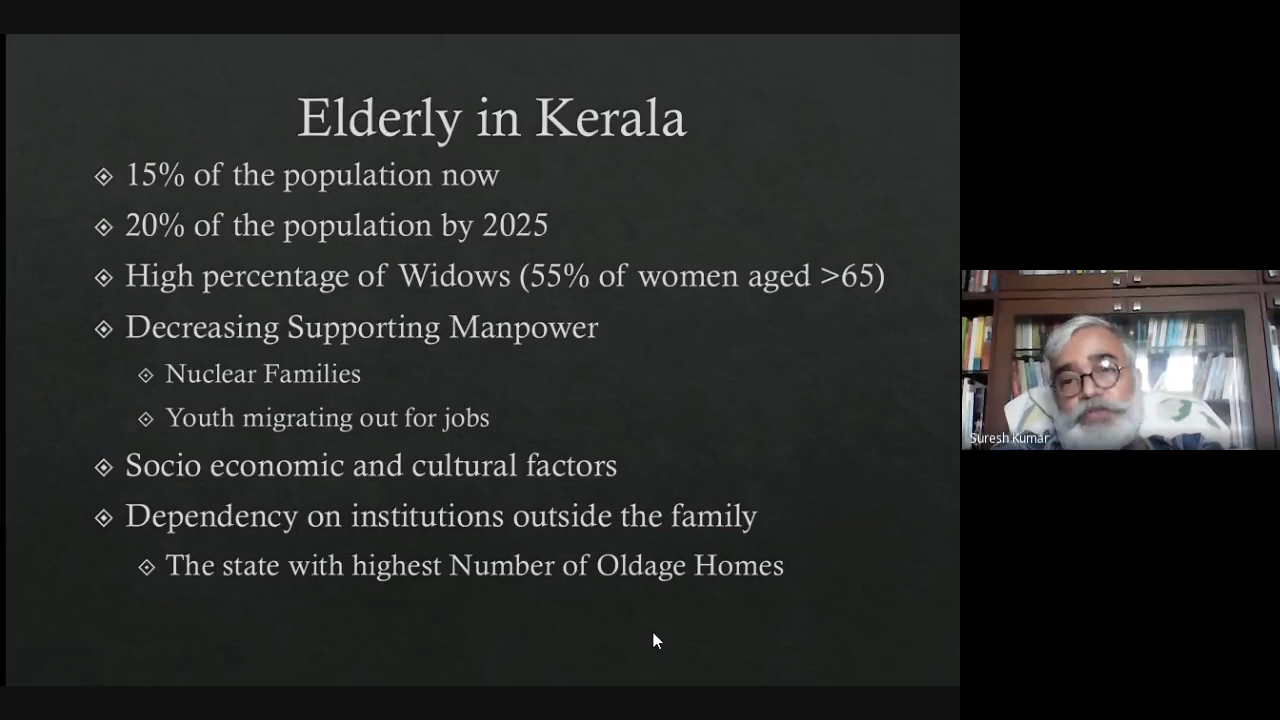 Elderly in Kerala
15% of the population now
20% of the population by 2025
High percentage of Widows (55% of women aged >65)
Decreasing Supporting Manpower
Nuclear Families
Youth migrating out for jobs
Socio economic and cultural factors
Dependency on institutions outside the family
The state with highest Number of Oldage Homes
Suresh Kumar